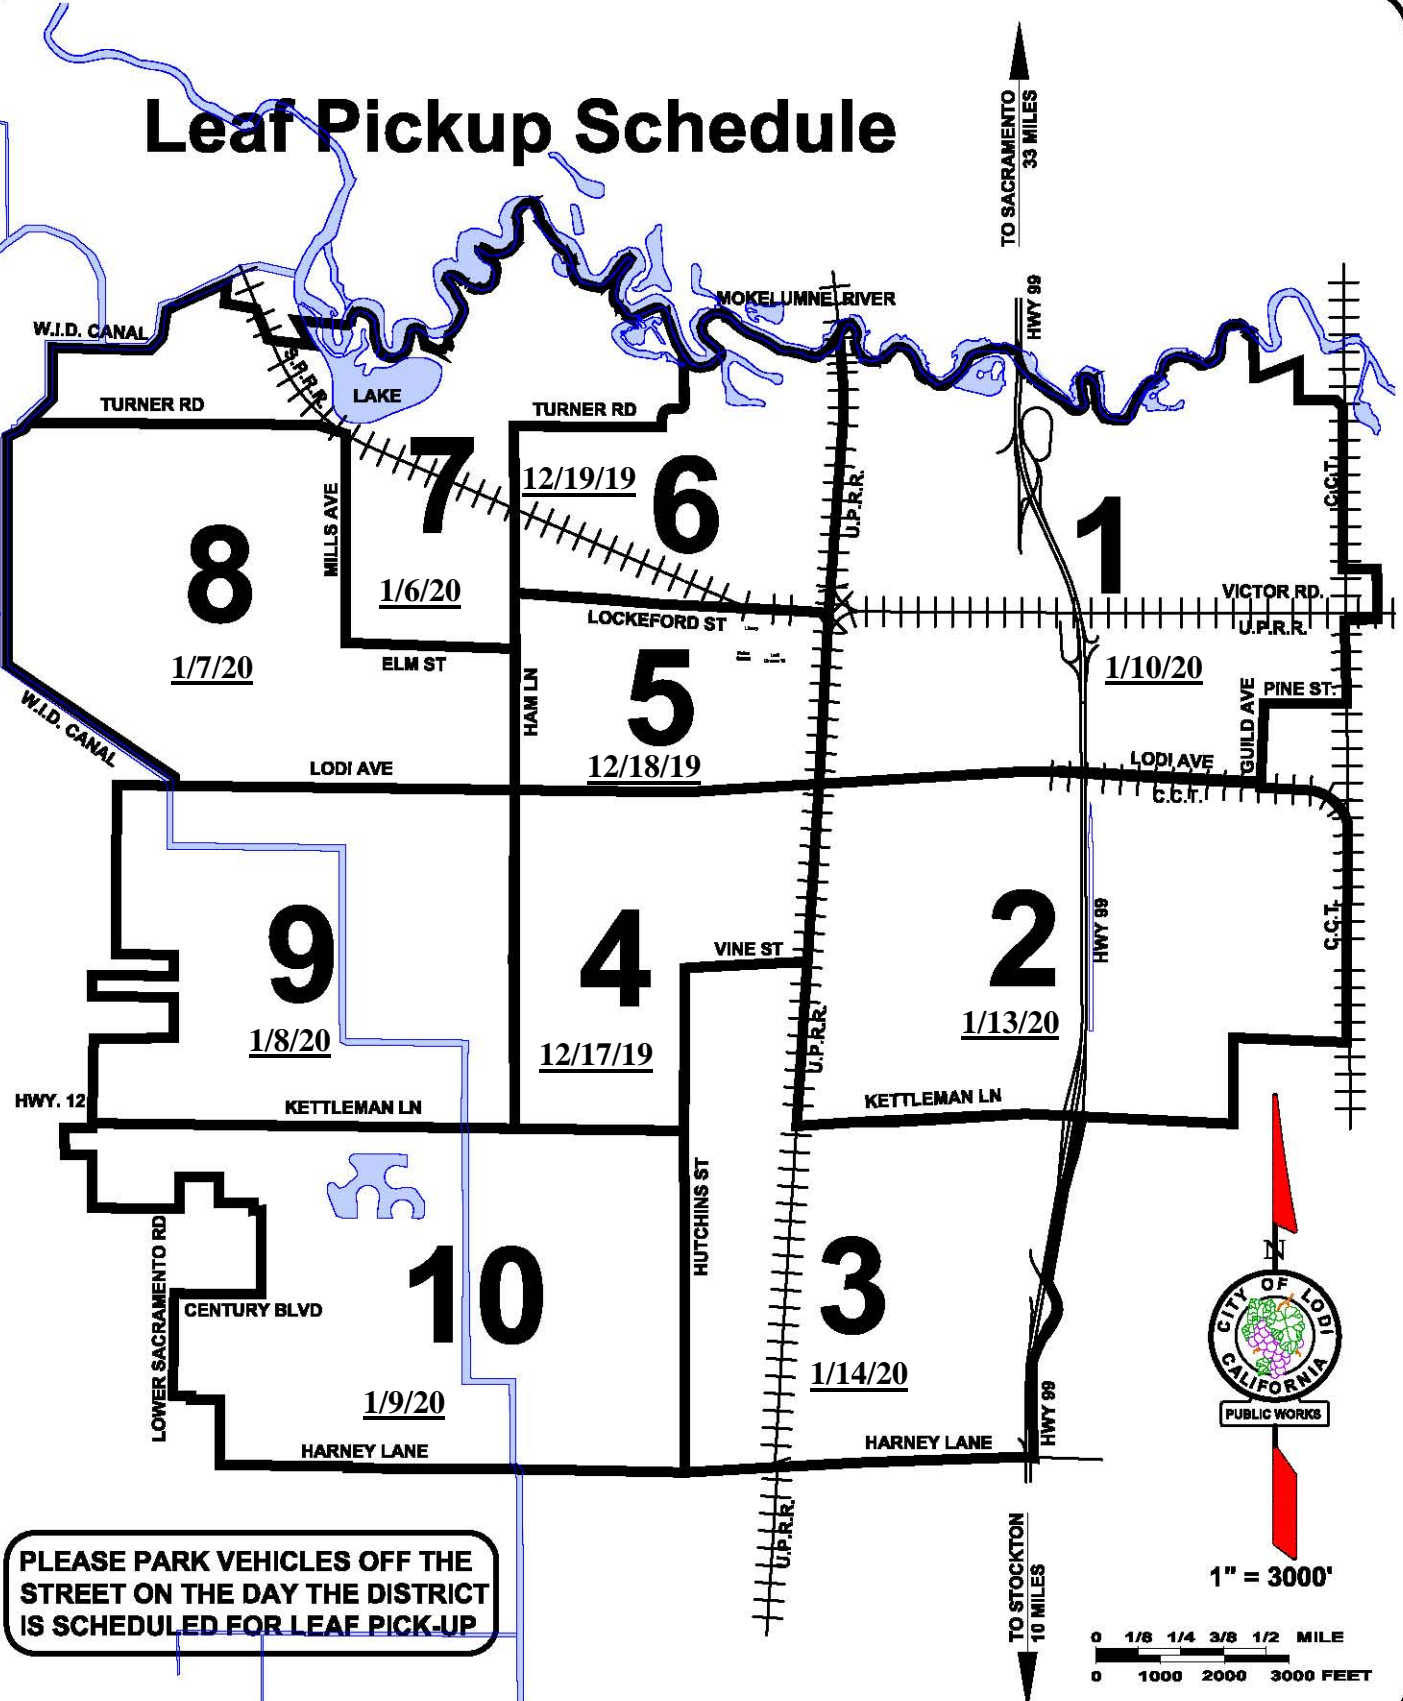 Leaf Pickup Schedule
TO SACRAMENTO
33 MILES
HWY 99
MOKELUMNE RIVER
W.I.D. CANAL
S.P.R.R.
LAKE
TURNER RD
TURNER RD
7
12/19/19
6
U.P.R.R.
1
C.C.T.
8
MILLS AVE
1/6/20
VICTOR RD.
LOCKEFORD ST
U.P.R.R.
1/7/20
ELM ST
HAM LN
5
1/10/20
GUILD AVE
PINE ST.
W.I.D. CANAL
LODI AVE
12/18/19
LODI AVE
C.C.T.
9
4
VINE ST
2
HWY 99
C.C.T.
1/8/20
12/17/19
U.P.R.R.
1/13/20
HWY. 12
KETTLEMAN LN
KETTLEMAN LN
HUTCHINS ST
LOWER SACRAMENTO RD
10
3
CENTURY BLVD
1/9/20
1/14/20
HARNEY LANE
HARNEY LANE
HWY 99
U.P.R.R.
N
CITY OF LODI
CALIFORNIA
PUBLIC WORKS
PLEASE PARK VEHICLES OFF THE
STREET ON THE DAY THE DISTRICT
IS SCHEDULED FOR LEAF PICK-UP
TO STOCKTON
10 MILES
1" = 3000'
0 1/8 1/4 3/8 1/2 MILE
0 1000 2000 3000 FEET